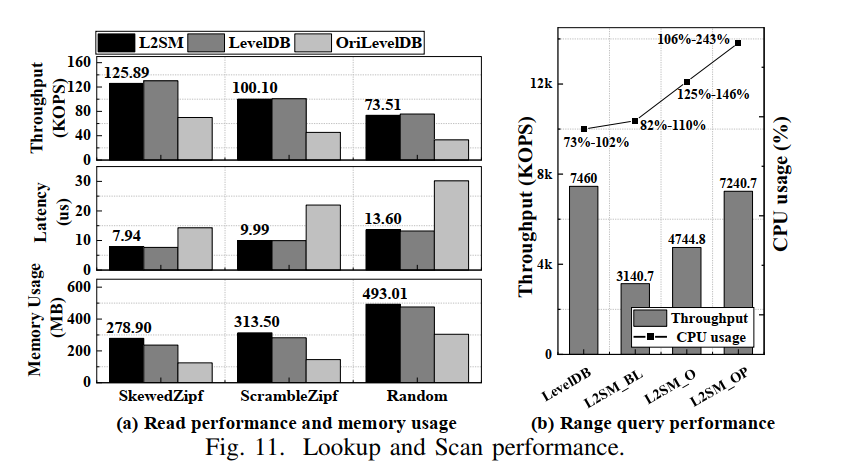 L2SM LevelDB OriLevelDB
Throughput
(KOPS)
160
120
80
40
0
125.89
100.10
73.51
Latency
(us)
30
20
10
0
7.94
9.99
13.60
Memory Usage
(MB)
600
400
200
0
278.90
313.50
493.01
SkewedZipf ScrambleZipf Random
(a) Read performance and memory usage
Throughput (KOPS)
12k
8k
4k
0
106%-243%
125%-146%
82%-110%
73%-102%
7460
3140.7
4744.8
7240.7
Throughput
CPU usage
CPU usage (%)
LevelDB L2SM_BL L2SM_O L2SM_OP
(b) Range query performance
Fig. 11. Lookup and Scan performance.